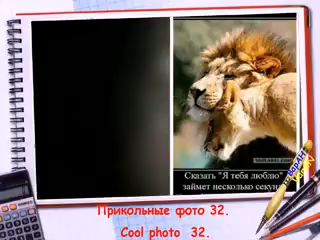 Сказать "Я тебя люблю"
займет несколько секунд
Прикольные фото 32.
Cool photo 32.